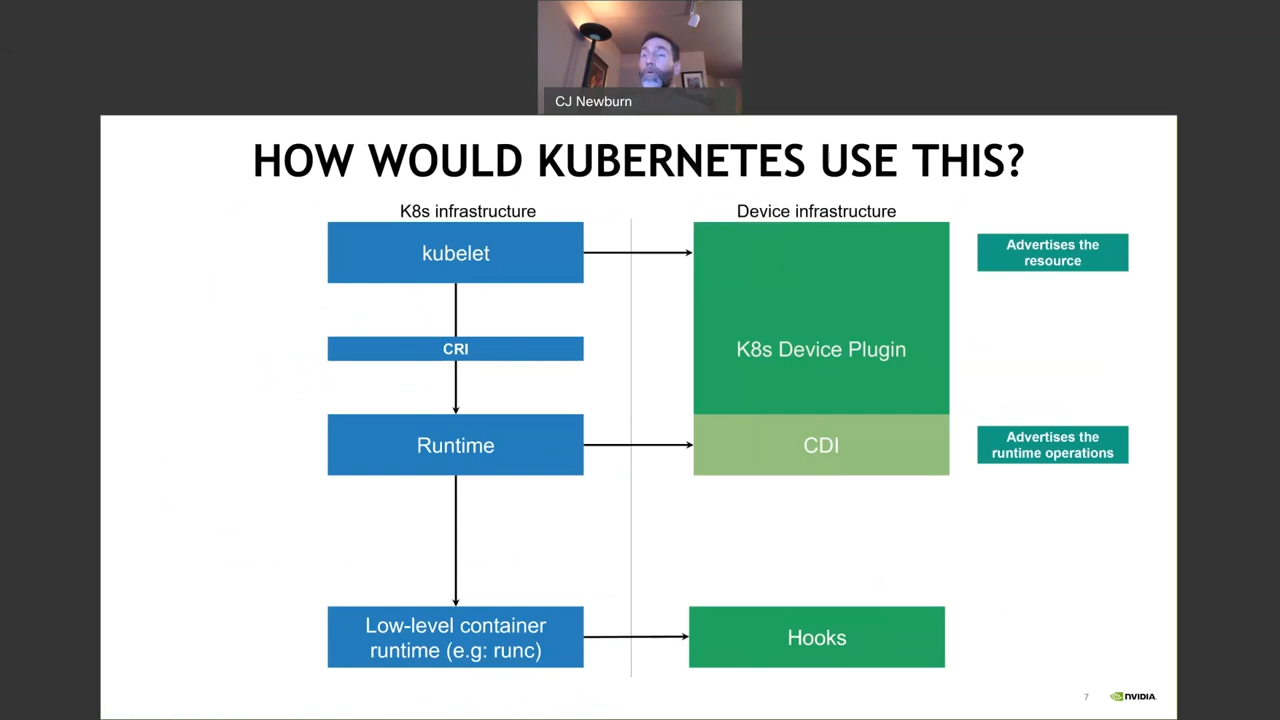 CJ Newburn
HOW WOULD KUBERNETES USE THIS?
K8s infrastructure
Device infrastructure
kubelet
Advertises the
resource
CRI
K8s Device Plugin
Runtime
CDI
Advertises the
runtime operations
Low-level container
runtime (e.g: runc)
Hooks
7
NVIDIA.